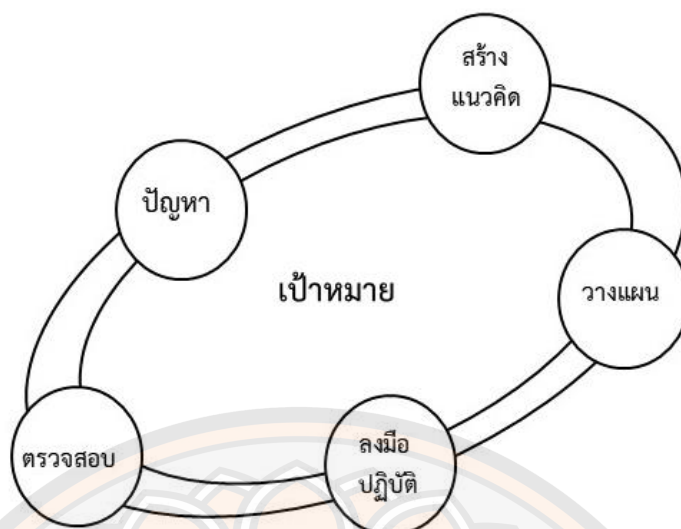 สร้าง
แนวคิด
ปัญหา
เป้าหมาย
วางแผน
ลงมือ
ปฏิบัติ
ตรวจสอบ